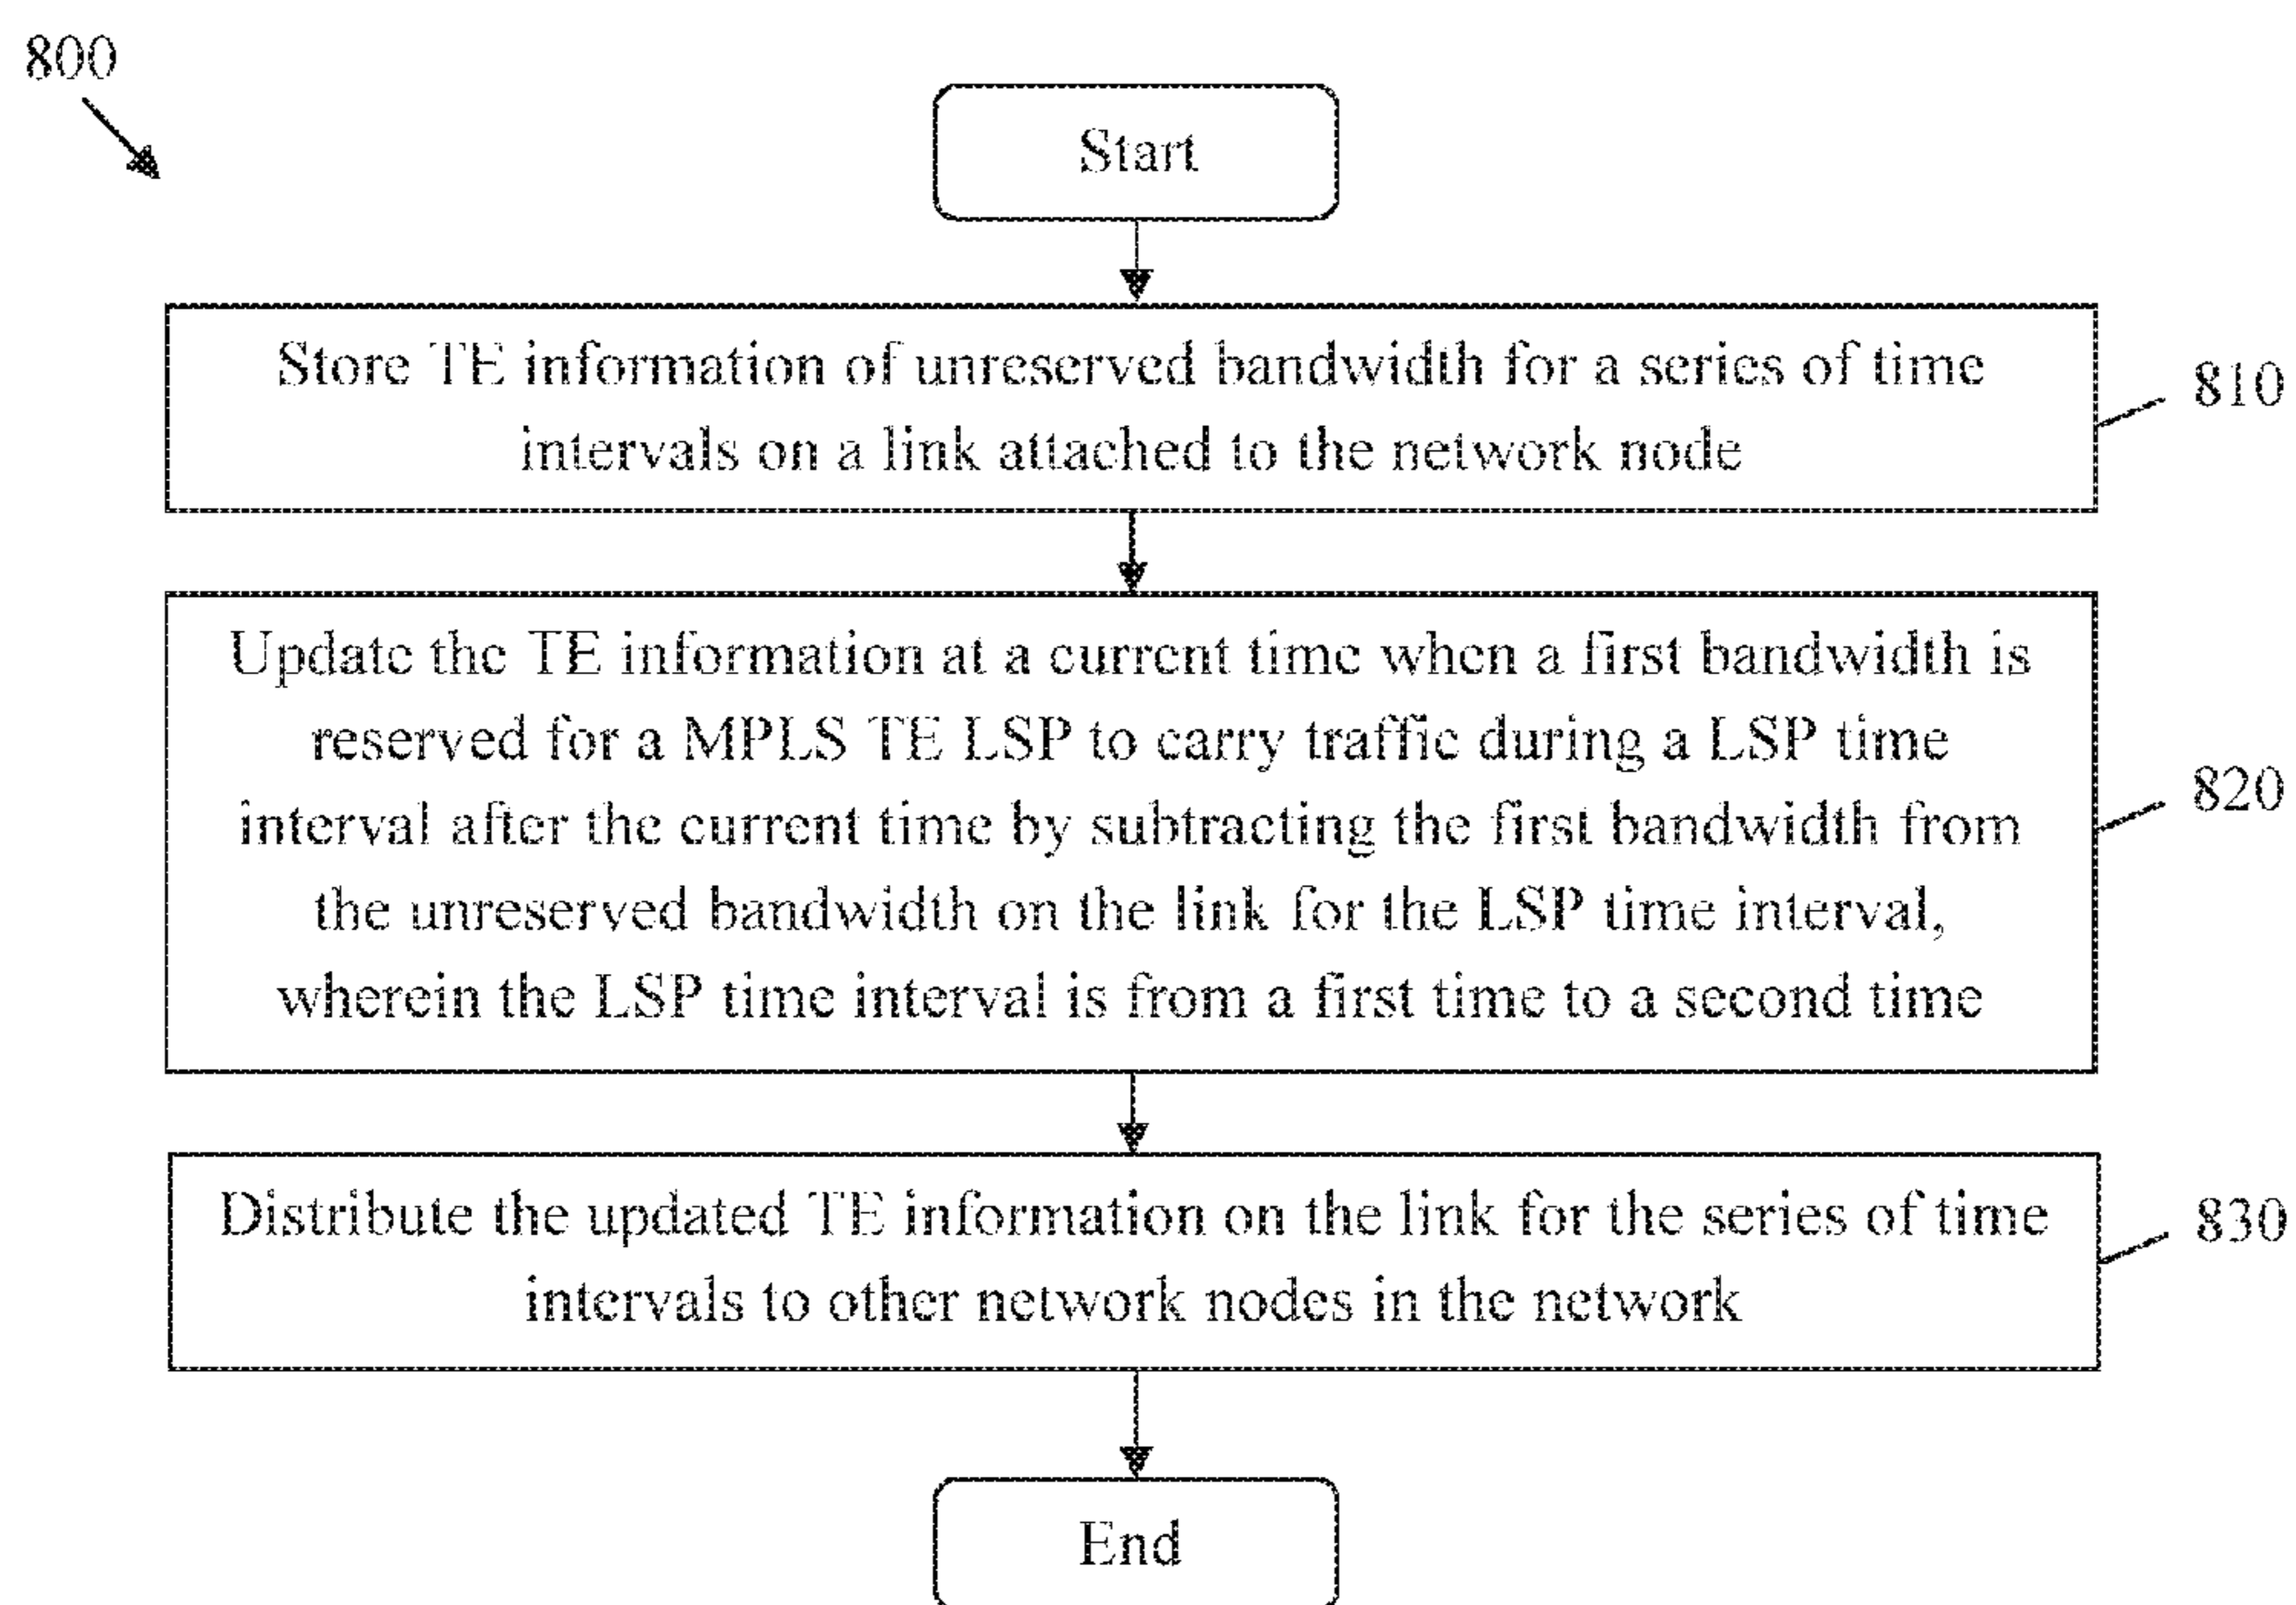 800
Start
Store TE information of unreserved bandwidth for a series of time
intervals on a link attached to the network node
810
Update the TE information at a current time when a first bandwidth is
reserved for a MPLS TE LSP to carry traffic during a LSP time
interval after the current time by subtracting the first bandwidth from
the unreserved bandwidth on the link for the LSP time interval,
wherein the LSP time interval is from a first time to a second time
820
Distribute the updated TE information on the link for the series of time
intervals to other network nodes in the network
830
End